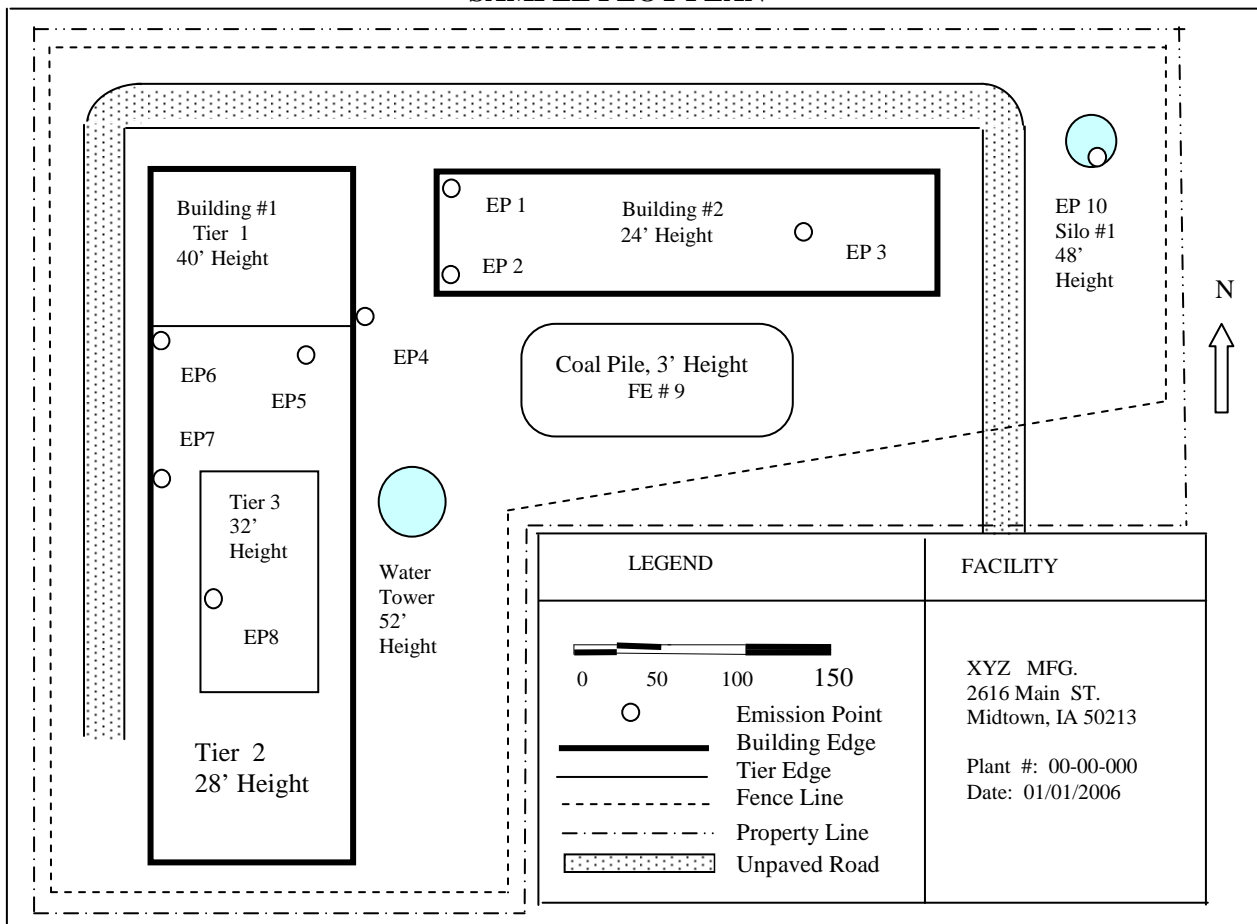 SAMPLE PLOT PLAN
Building #1
Tier 1
40' Height
EP 1
EP 2
Building #2
24' Height
EP 3
EP 10
Silo #1
48'
Height
N
EP4
EP6
EP5
EP7
Coal Pile, 3' Height
FE # 9
Tier 3
32'
Height
EP8
Water
Tower
52'
Height
Tier 2
28' Height
LEGEND
0 50 100 150
Emission Point
Building Edge
Tier Edge
Fence Line
Property Line
Unpaved Road
FACILITY
XYZ MFG.
2616 Main ST.
Midtown, IA 50213
Plant #: 00-00-000
Date: 01/01/2006